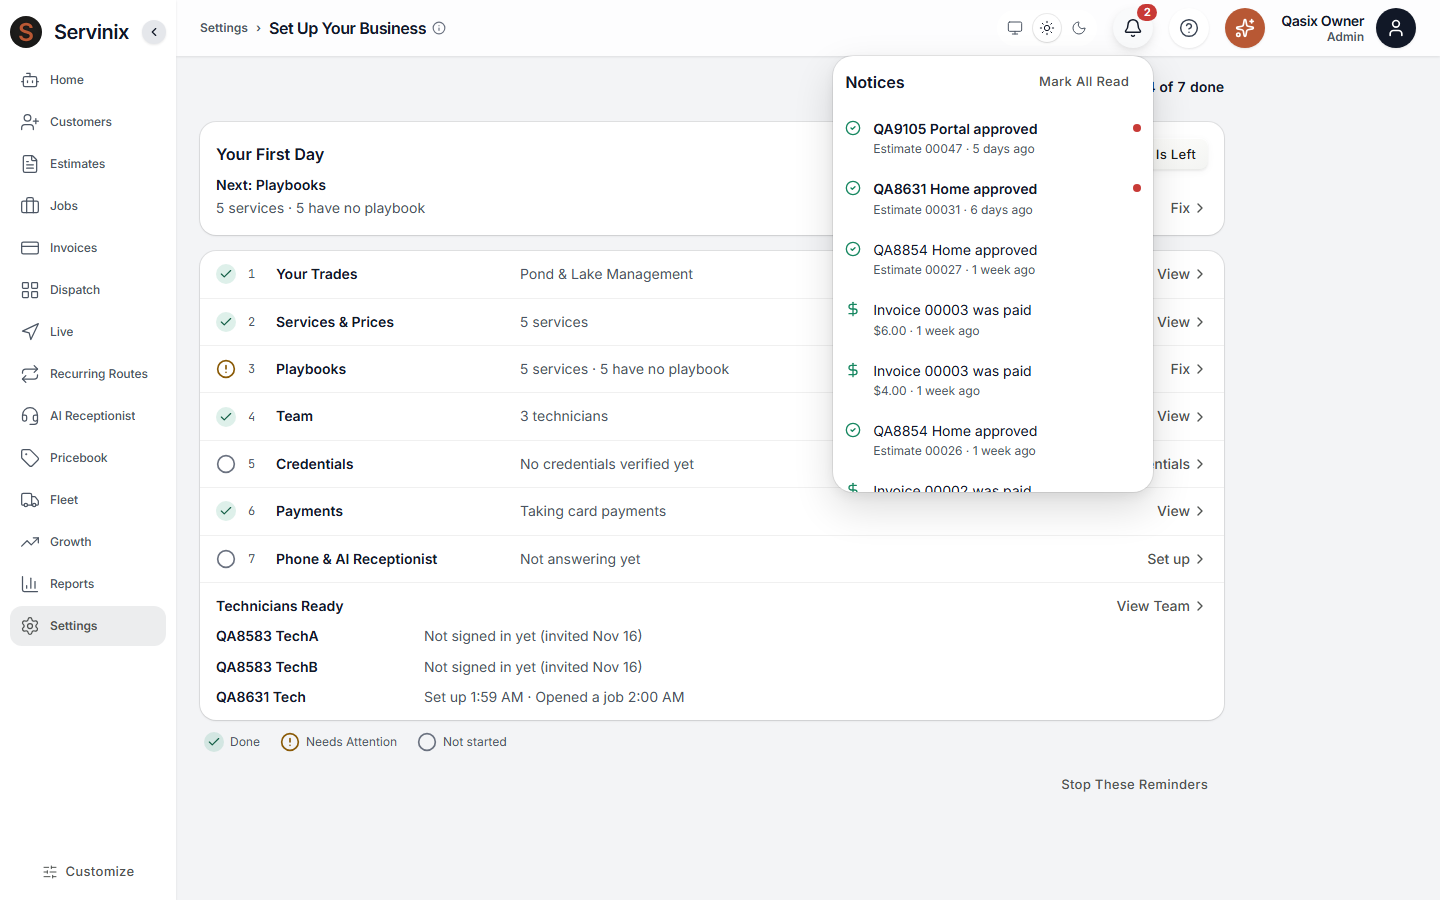 S Servinix
Settings › Set Up Your Business
2
Qasix Owner
Admin
Home
Customers
Estimates
Jobs
Invoices
Dispatch
Live
Recurring Routes
AI Receptionist
Pricebook
Fleet
Growth
Reports
Settings
Customize
of 7 done
Your First Day
Is Left
Next: Playbooks
5 services · 5 have no playbook
Fix
1 Your Trades Pond & Lake Management View
2 Services & Prices 5 services View
3 Playbooks 5 services · 5 have no playbook Fix
4 Team 3 technicians View
5 Credentials No credentials verified yet
6 Payments Taking card payments View
7 Phone & AI Receptionist Not answering yet Set up
Technicians Ready View Team
QA8583 TechA Not signed in yet (invited Nov 16)
QA8583 TechB Not signed in yet (invited Nov 16)
QA8631 Tech Set up 1:59 AM · Opened a job 2:00 AM
Done Needs Attention Not started
Stop These Reminders
Notices Mark All Read
QA9105 Portal approved
Estimate 00047 · 5 days ago
QA8631 Home approved
Estimate 00031 · 6 days ago
QA8854 Home approved
Estimate 00027 · 1 week ago
Invoice 00003 was paid
$6.00 · 1 week ago
Invoice 00003 was paid
$4.00 · 1 week ago
QA8854 Home approved
Estimate 00026 · 1 week ago
Invoice 00002 was paid